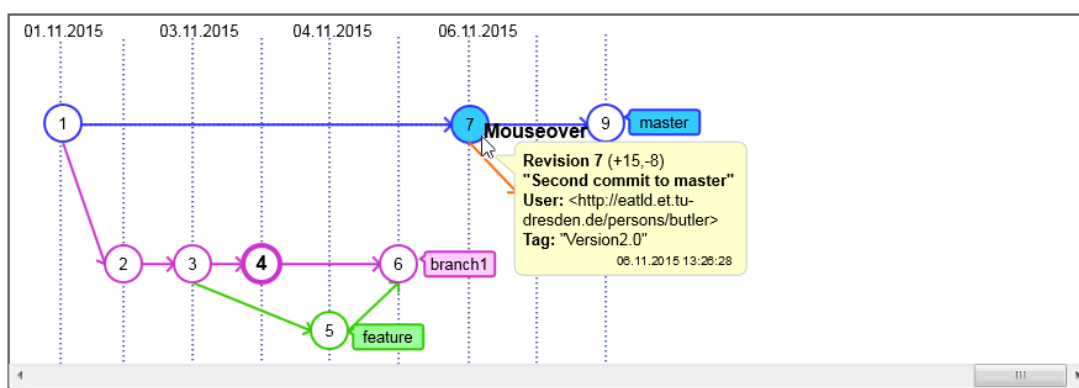 01.11.2015 03.11.2015 04.11.2015 06.11.2015
1 7 Mouseover 9 master
Revision 7 (+15,-8)
"Second commit to master"
User: <http://eatld.et.tu-
dresden.de/persons/butler>
Tag: "Version2.0"
06.11.2015 13:26:28
2 3 4 6 branch1
5 feature